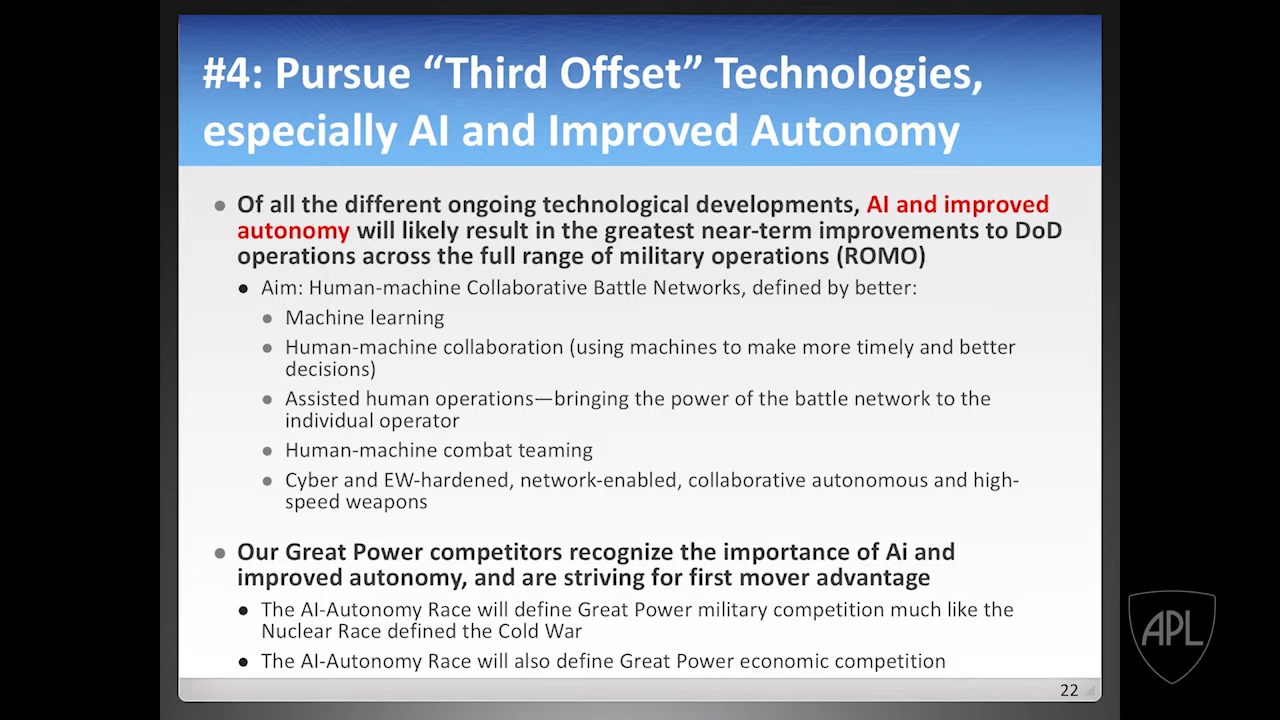 #4: Pursue “Third Offset” Technologies,
especially AI and Improved Autonomy
● Of all the different ongoing technological developments, AI and improved
autonomy will likely result in the greatest near-term improvements to DoD
operations across the full range of military operations (ROMO)
● Aim: Human-machine Collaborative Battle Networks, defined by better:
● Machine learning
● Human-machine collaboration (using machines to make more timely and better
decisions)
● Assisted human operations—bringing the power of the battle network to the
individual operator
● Human-machine combat teaming
● Cyber and EW-hardened, network-enabled, collaborative autonomous and high-
speed weapons
● Our Great Power competitors recognize the importance of Ai and
improved autonomy, and are striving for first mover advantage
● The AI-Autonomy Race will define Great Power military competition much like the
Nuclear Race defined the Cold War
● The AI-Autonomy Race will also define Great Power economic competition
22
APL